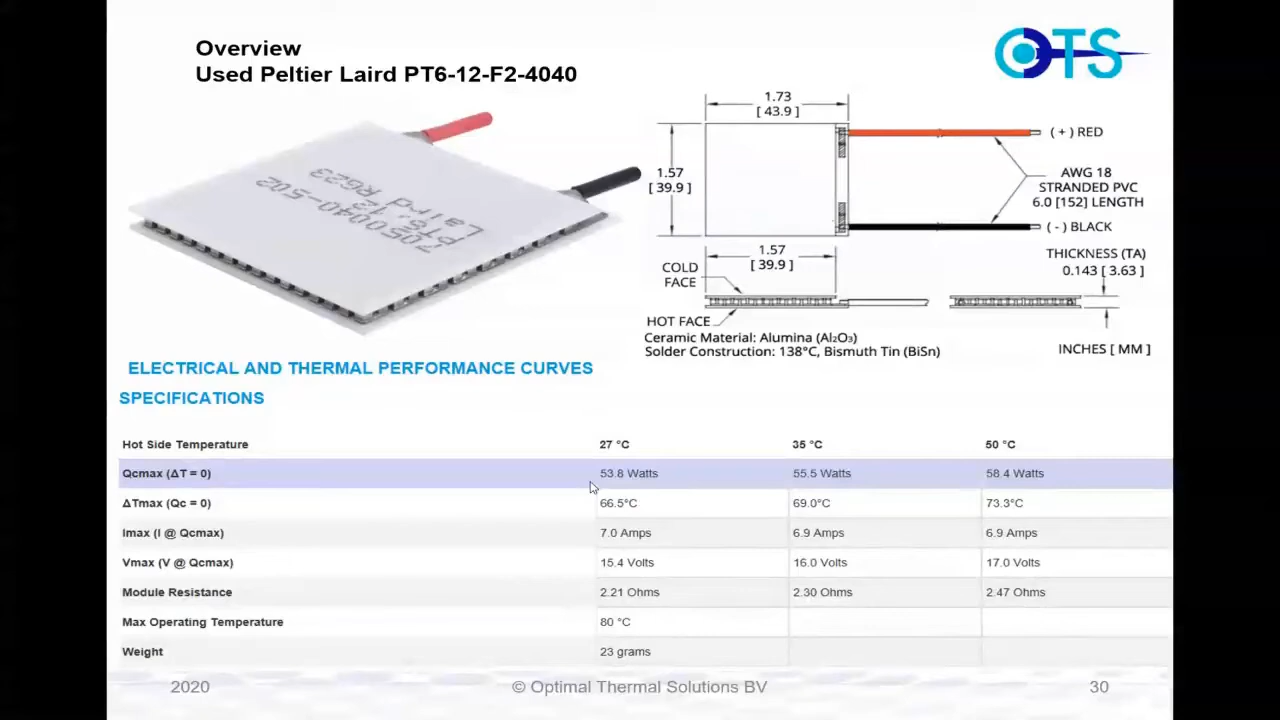 Overview
Used Peltier Laird PT6-12-F2-4040
OTS
7050040-502
PT6.12
Laird R623
1.73
[ 43.9 ]
( + ) RED
1.57
[ 39.9 ]
AWG 18
STRANDED PVC
6.0 [152] LENGTH
( - ) BLACK
1.57
[ 39.9 ]
COLD
FACE
THICKNESS (TA)
0.143 [ 3.63 ]
HOT FACE
Ceramic Material: Alumina (Al₂O₃)
Solder Construction: 138°C, Bismuth Tin (BiSn)
INCHES [ MM ]
ELECTRICAL AND THERMAL PERFORMANCE CURVES
SPECIFICATIONS
Hot Side Temperature 27 °C 35 °C 50 °C
Qcmax (ΔT = 0) 53.8 Watts 55.5 Watts 58.4 Watts
ΔTmax (Qc = 0) 66.5°C 69.0°C 73.3°C
Imax (I @ Qcmax) 7.0 Amps 6.9 Amps 6.9 Amps
Vmax (V @ Qcmax) 15.4 Volts 16.0 Volts 17.0 Volts
Module Resistance 2.21 Ohms 2.30 Ohms 2.47 Ohms
Max Operating Temperature 80 °C
Weight 23 grams
2020 © Optimal Thermal Solutions BV 30